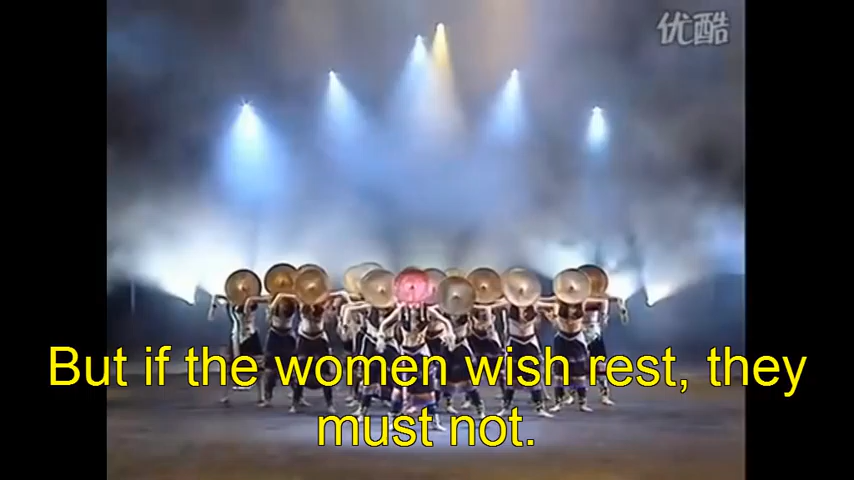 优酷
But if the women wish rest, they
must not.